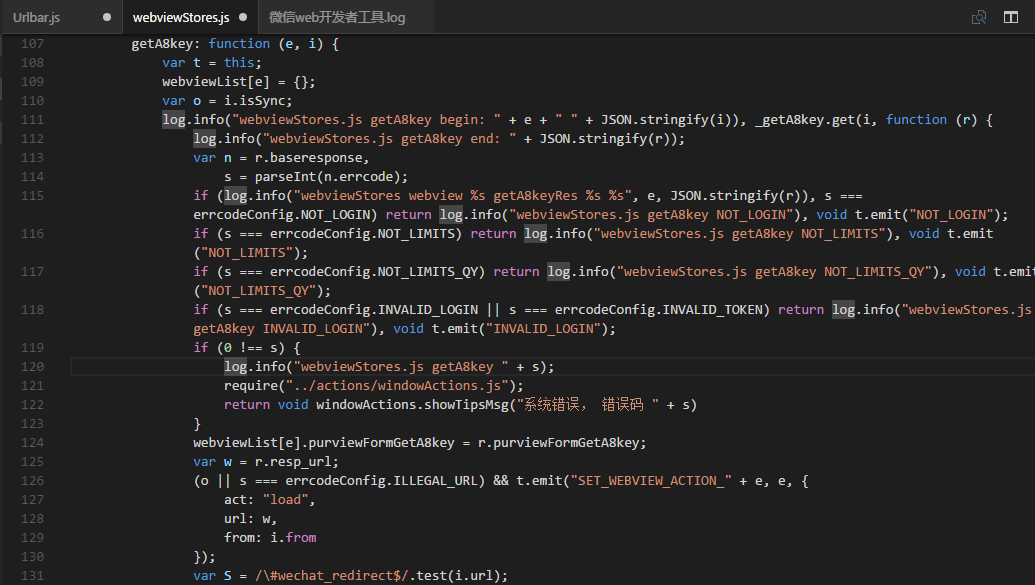 Urlbar.js
webviewStores.js
微信web开发者工具.log
107 getA8key: function (e, i) {
108 var t = this;
109 webviewList[e] = {};
110 var o = i.isSync;
111 log.info("webviewStores.js getA8key begin: " + e + " " + JSON.stringify(i)), _getA8key.get(i, function (r) {
112 log.info("webviewStores.js getA8key end: " + JSON.stringify(r));
113 var n = r.baseresponse,
114 s = parseInt(n.errcode);
115 if (log.info("webviewStores webview %s getA8keyRes %s %s", e, JSON.stringify(r)), s ===
errcodeConfig.NOT_LOGIN) return log.info("webviewStores.js getA8key NOT_LOGIN"), void t.emit("NOT_LOGIN");
116 if (s === errcodeConfig.NOT_LIMITS) return log.info("webviewStores.js getA8key NOT_LIMITS"), void t.emit
("NOT_LIMITS");
117 if (s === errcodeConfig.NOT_LIMITS_QY) return log.info("webviewStores.js getA8key NOT_LIMITS_QY"), void t.emit
("NOT_LIMITS_QY");
118 if (s === errcodeConfig.INVALID_LOGIN || s === errcodeConfig.INVALID_TOKEN) return log.info("webviewStores.js
getA8key INVALID_LOGIN"), void t.emit("INVALID_LOGIN");
119 if (0 !== s) {
120 log.info("webviewStores.js getA8key " + s);
121 require("../actions/windowActions.js");
122 return void windowActions.showTipsMsg("系统错误， 错误码 " + s)
123 }
124 webviewList[e].purviewFormGetA8key = r.purviewFormGetA8key;
125 var w = r.resp_url;
126 (o || s === errcodeConfig.ILLEGAL_URL) && t.emit("SET_WEBVIEW_ACTION_" + e, e, {
127 act: "load",
128 url: w,
129 from: i.from
130 });
131 var S = /\#wechat_redirect$/.test(i.url);